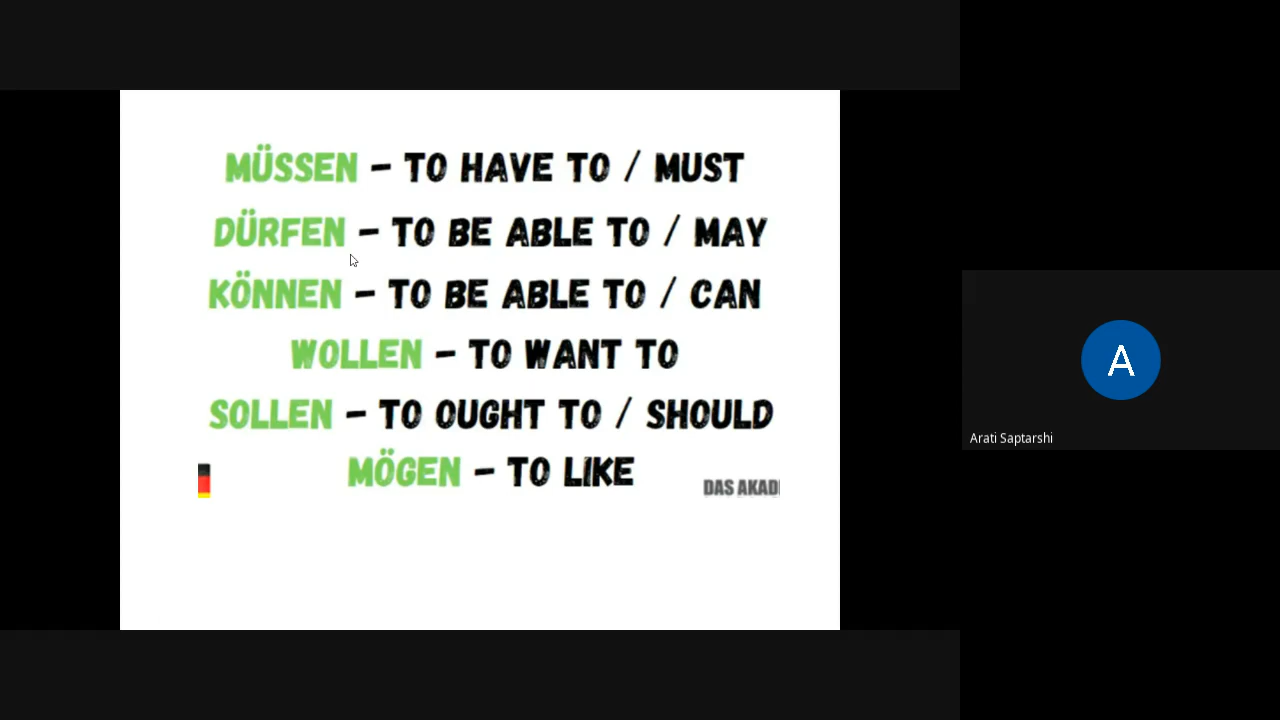 MÜSSEN – TO HAVE TO / MUST
DÜRFEN – TO BE ABLE TO / MAY
KÖNNEN – TO BE ABLE TO / CAN
WOLLEN – TO WANT TO
SOLLEN – TO OUGHT TO / SHOULD
MÖGEN – TO LIKE
DAS AKAD
A
Arati Saptarshi